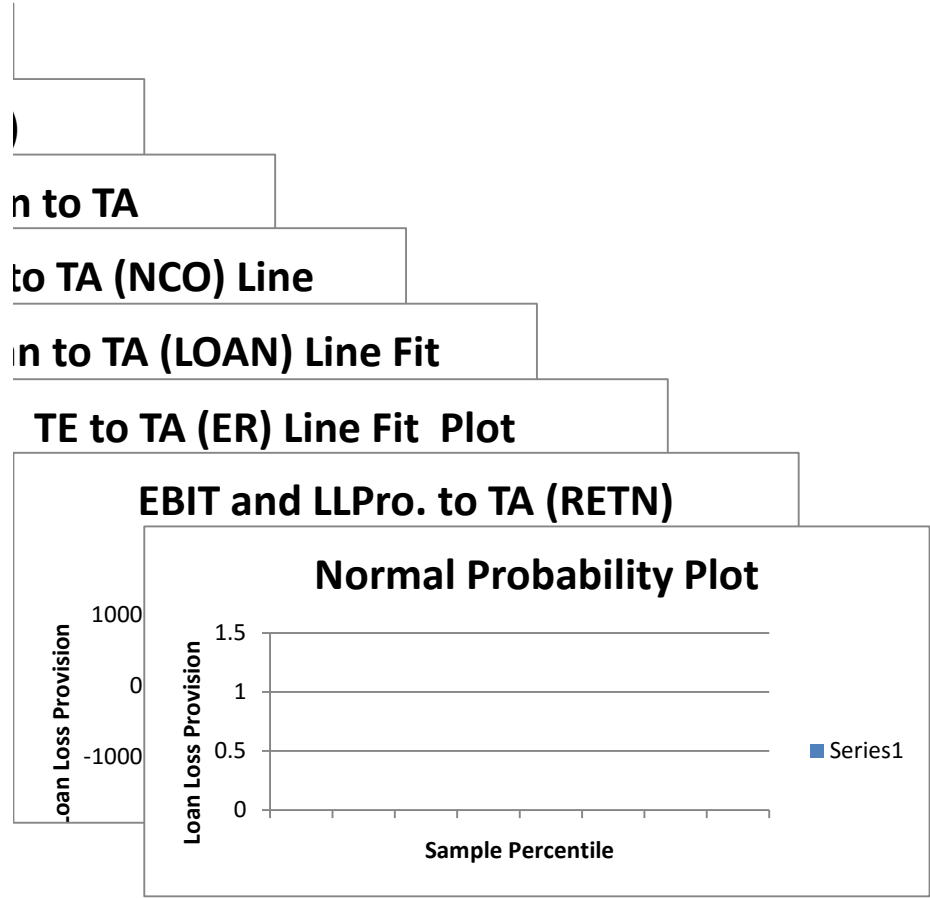 )
n to TA
to TA (NCO) Line
an to TA (LOAN) Line Fit
TE to TA (ER) Line Fit Plot
EBIT and LLPro. to TA (RETN)
1000
0
-1000
Loan Loss Provision
Normal Probability Plot
1.5
1
0.5
0
Loan Loss Provision
Sample Percentile
Series1